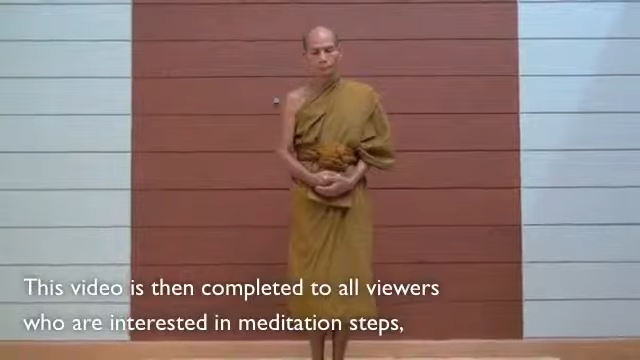 This video is then completed to all viewers
who are interested in meditation steps,